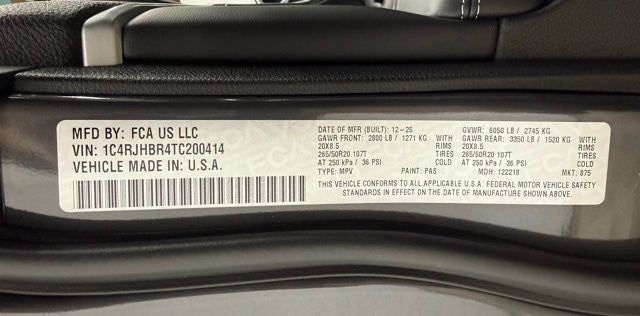 MFD BY: FCA US LLC
VIN: 1C4RJHBR4TC200414
VEHICLE MADE IN: U.S.A.
DATE OF MFR (BUILT): 12-25 GVWR: 6050 LB / 2745 KG
GAWR FRONT: 2800 LB / 1271 KG WITH GAWR REAR: 3350 LB / 1520 KG WITH
20X8.5 RIMS 20X8.5 RIMS
265/50R20 107T TIRES 265/50R20 107T TIRES
AT 250 kPa / 36 PSI COLD AT 250 kPa / 36 PSI COLD
TYPE: MPV PAINT: PAS MDH: 122218 MKT: 875
THIS VEHICLE CONFORMS TO ALL APPLICABLE U.S.A. FEDERAL MOTOR VEHICLE SAFETY
STANDARDS IN EFFECT ON THE DATE OF MANUFACTURE SHOWN ABOVE.